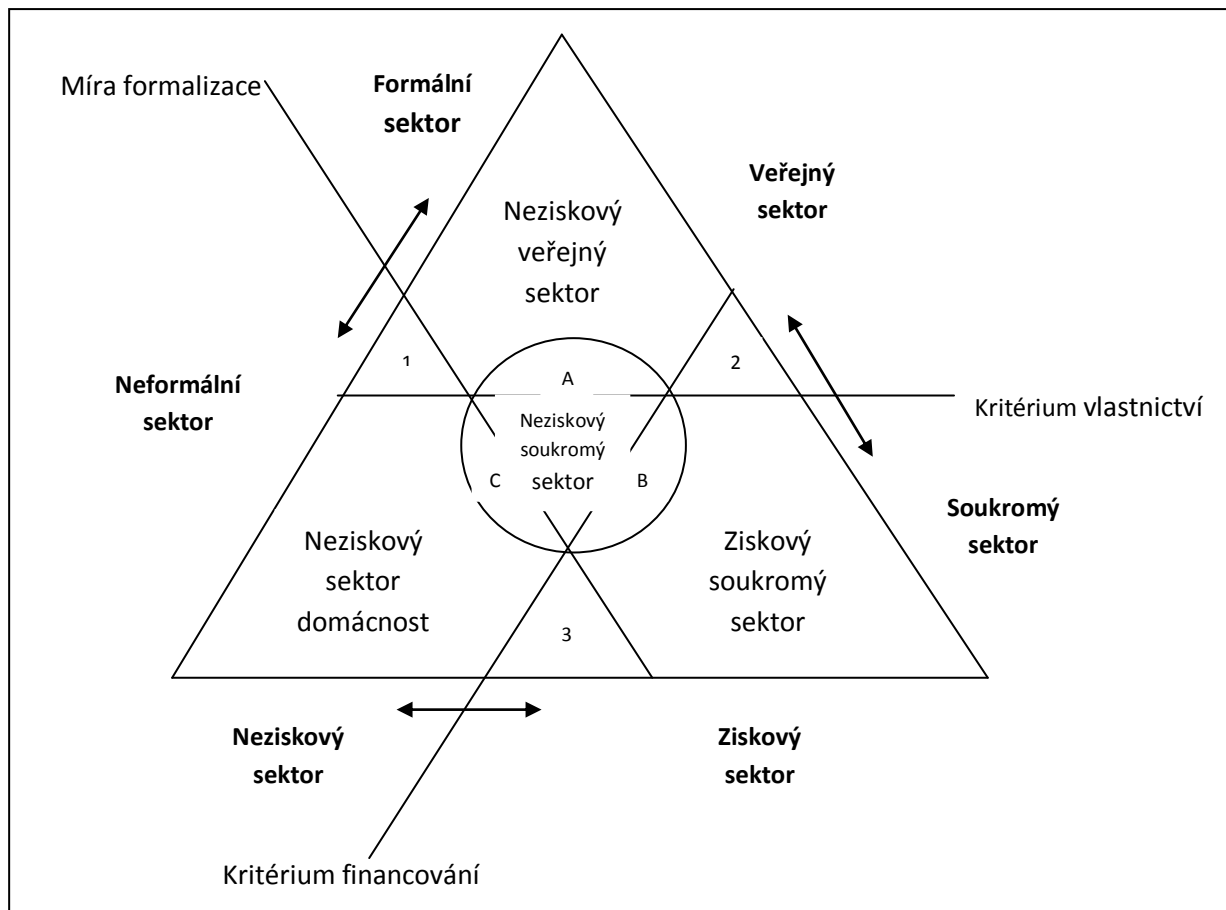 Míra formalizace
Formální
sektor
Veřejný
sektor
Neziskový
veřejný
sektor
1
2
A
Neformální
sektor
Kritérium vlastnictví
Neziskový
soukromý
sektor
C
B
Soukromý
sektor
Neziskový
sektor
domácnost
Ziskový
soukromý
sektor
3
Neziskový
sektor
Ziskový
sektor
Kritérium financování